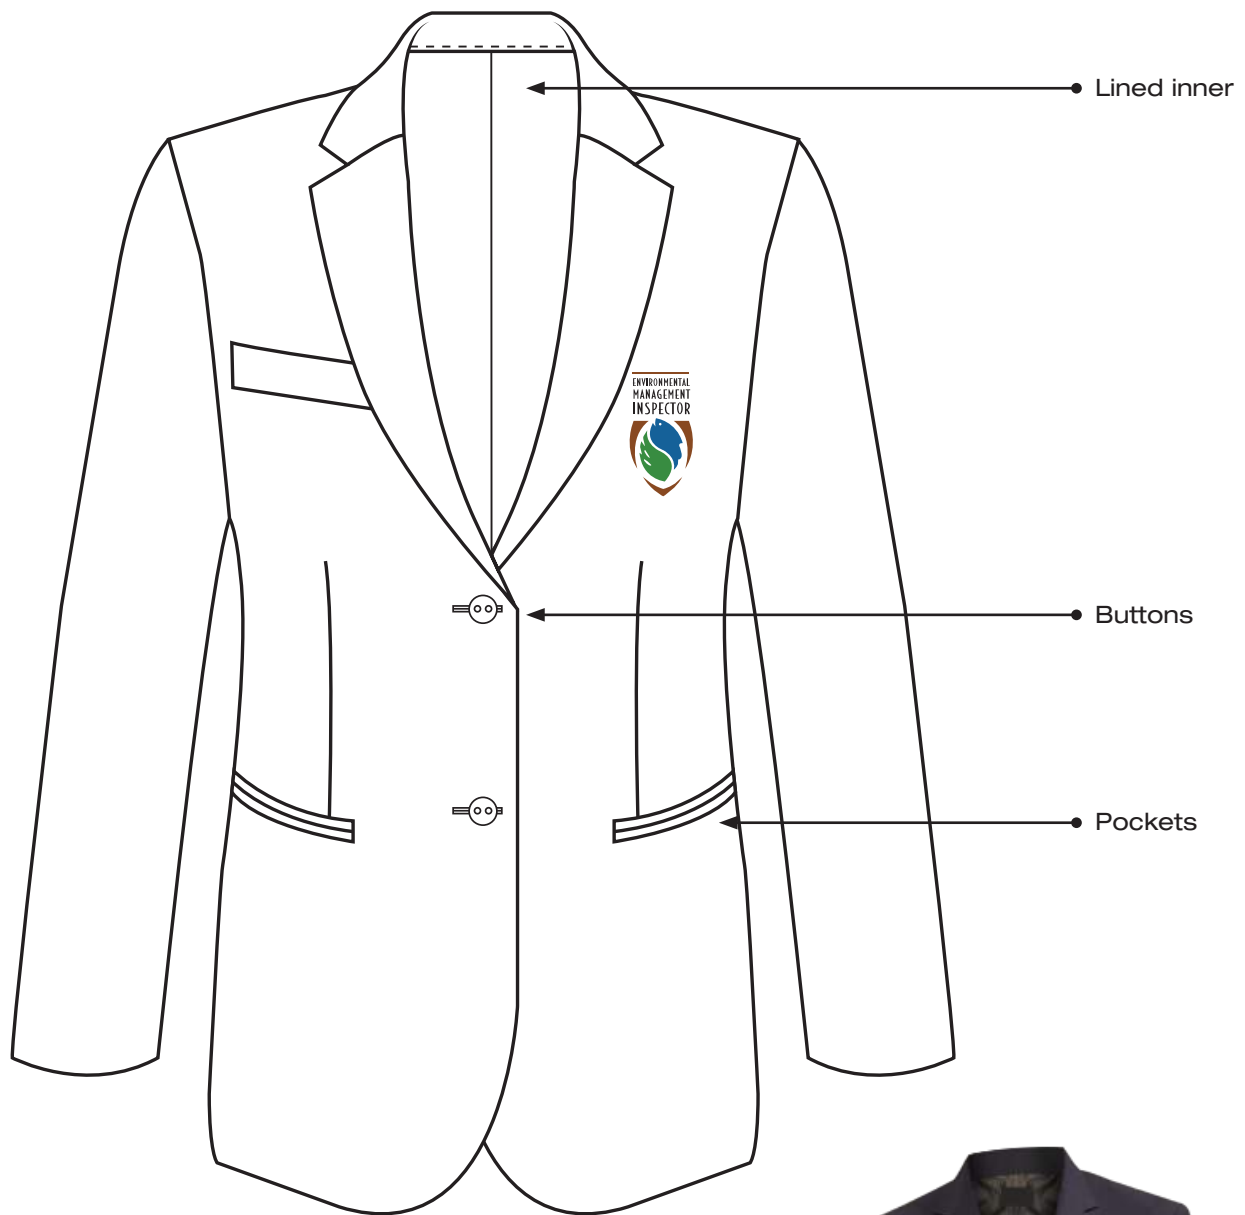 Lined inner
ENVIRONMENTAL
MANAGEMENT
INSPECTOR
Buttons
Pockets